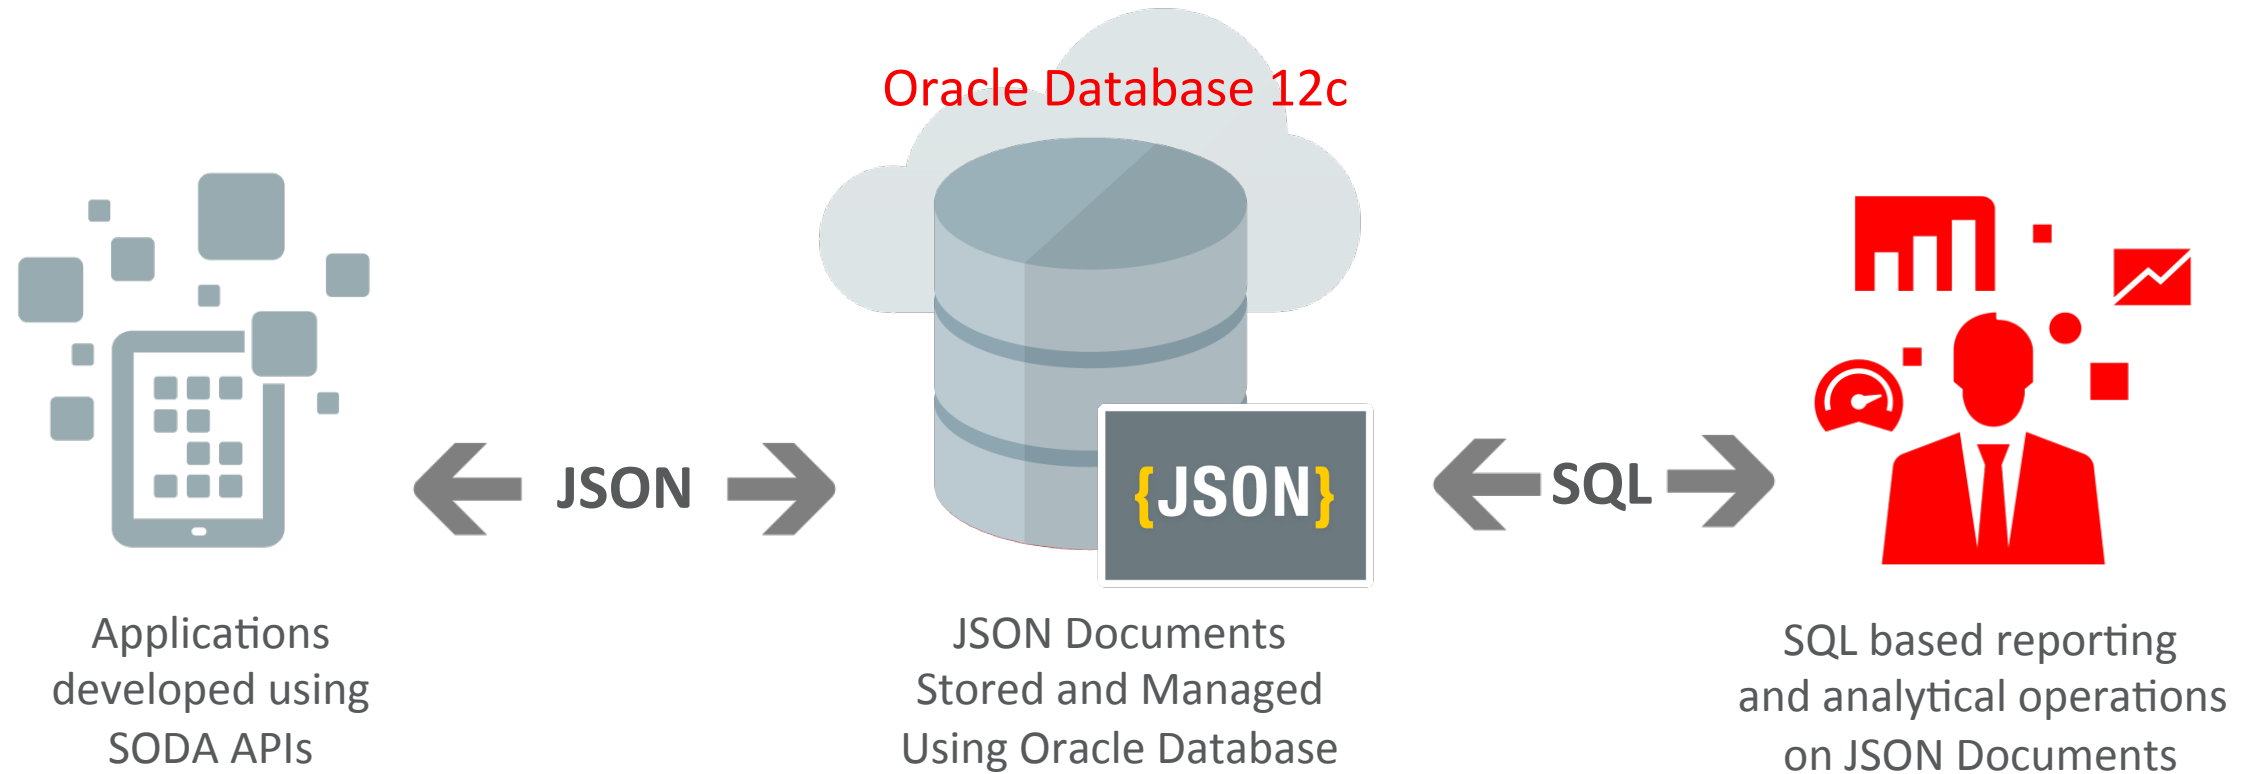 Oracle Database 12c
JSON
{JSON}
SQL
Applications
developed using
SODA APIs
JSON Documents
Stored and Managed
Using Oracle Database
SQL based reporting
and analytical operations
on JSON Documents